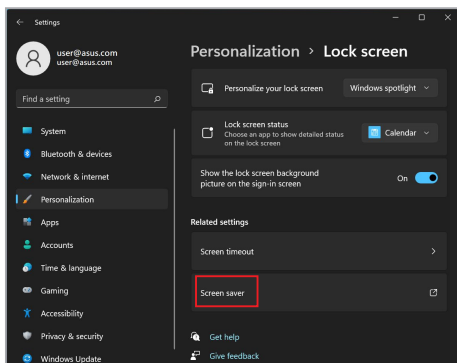 Settings
user@asus.com
user@asus.com
Find a setting
System
Bluetooth & devices
Network & internet
Personalization
Apps
Accounts
Time & language
Gaming
Accessibility
Privacy & security
Windows Update
Personalization > Lock screen
Personalize your lock screen
Windows spotlight
Lock screen status
Choose an app to show detailed status
on the lock screen
Calendar
Show the lock screen background
picture on the sign-in screen
On
Related settings
Screen timeout
Screen saver
Get help
Give feedback